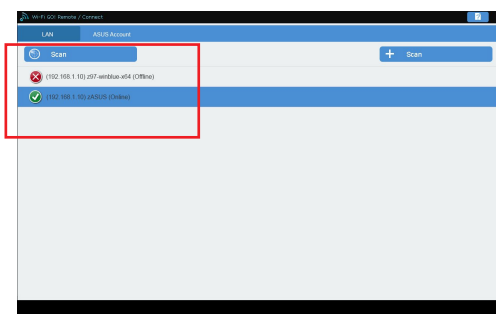 Wi-Fi GO! Remote / Connect
LAN ASUS Account
Scan Scan
(192.168.1.10) z97-winblue-x64 (Offline)
(192.168.1.10) zASUS (Online)